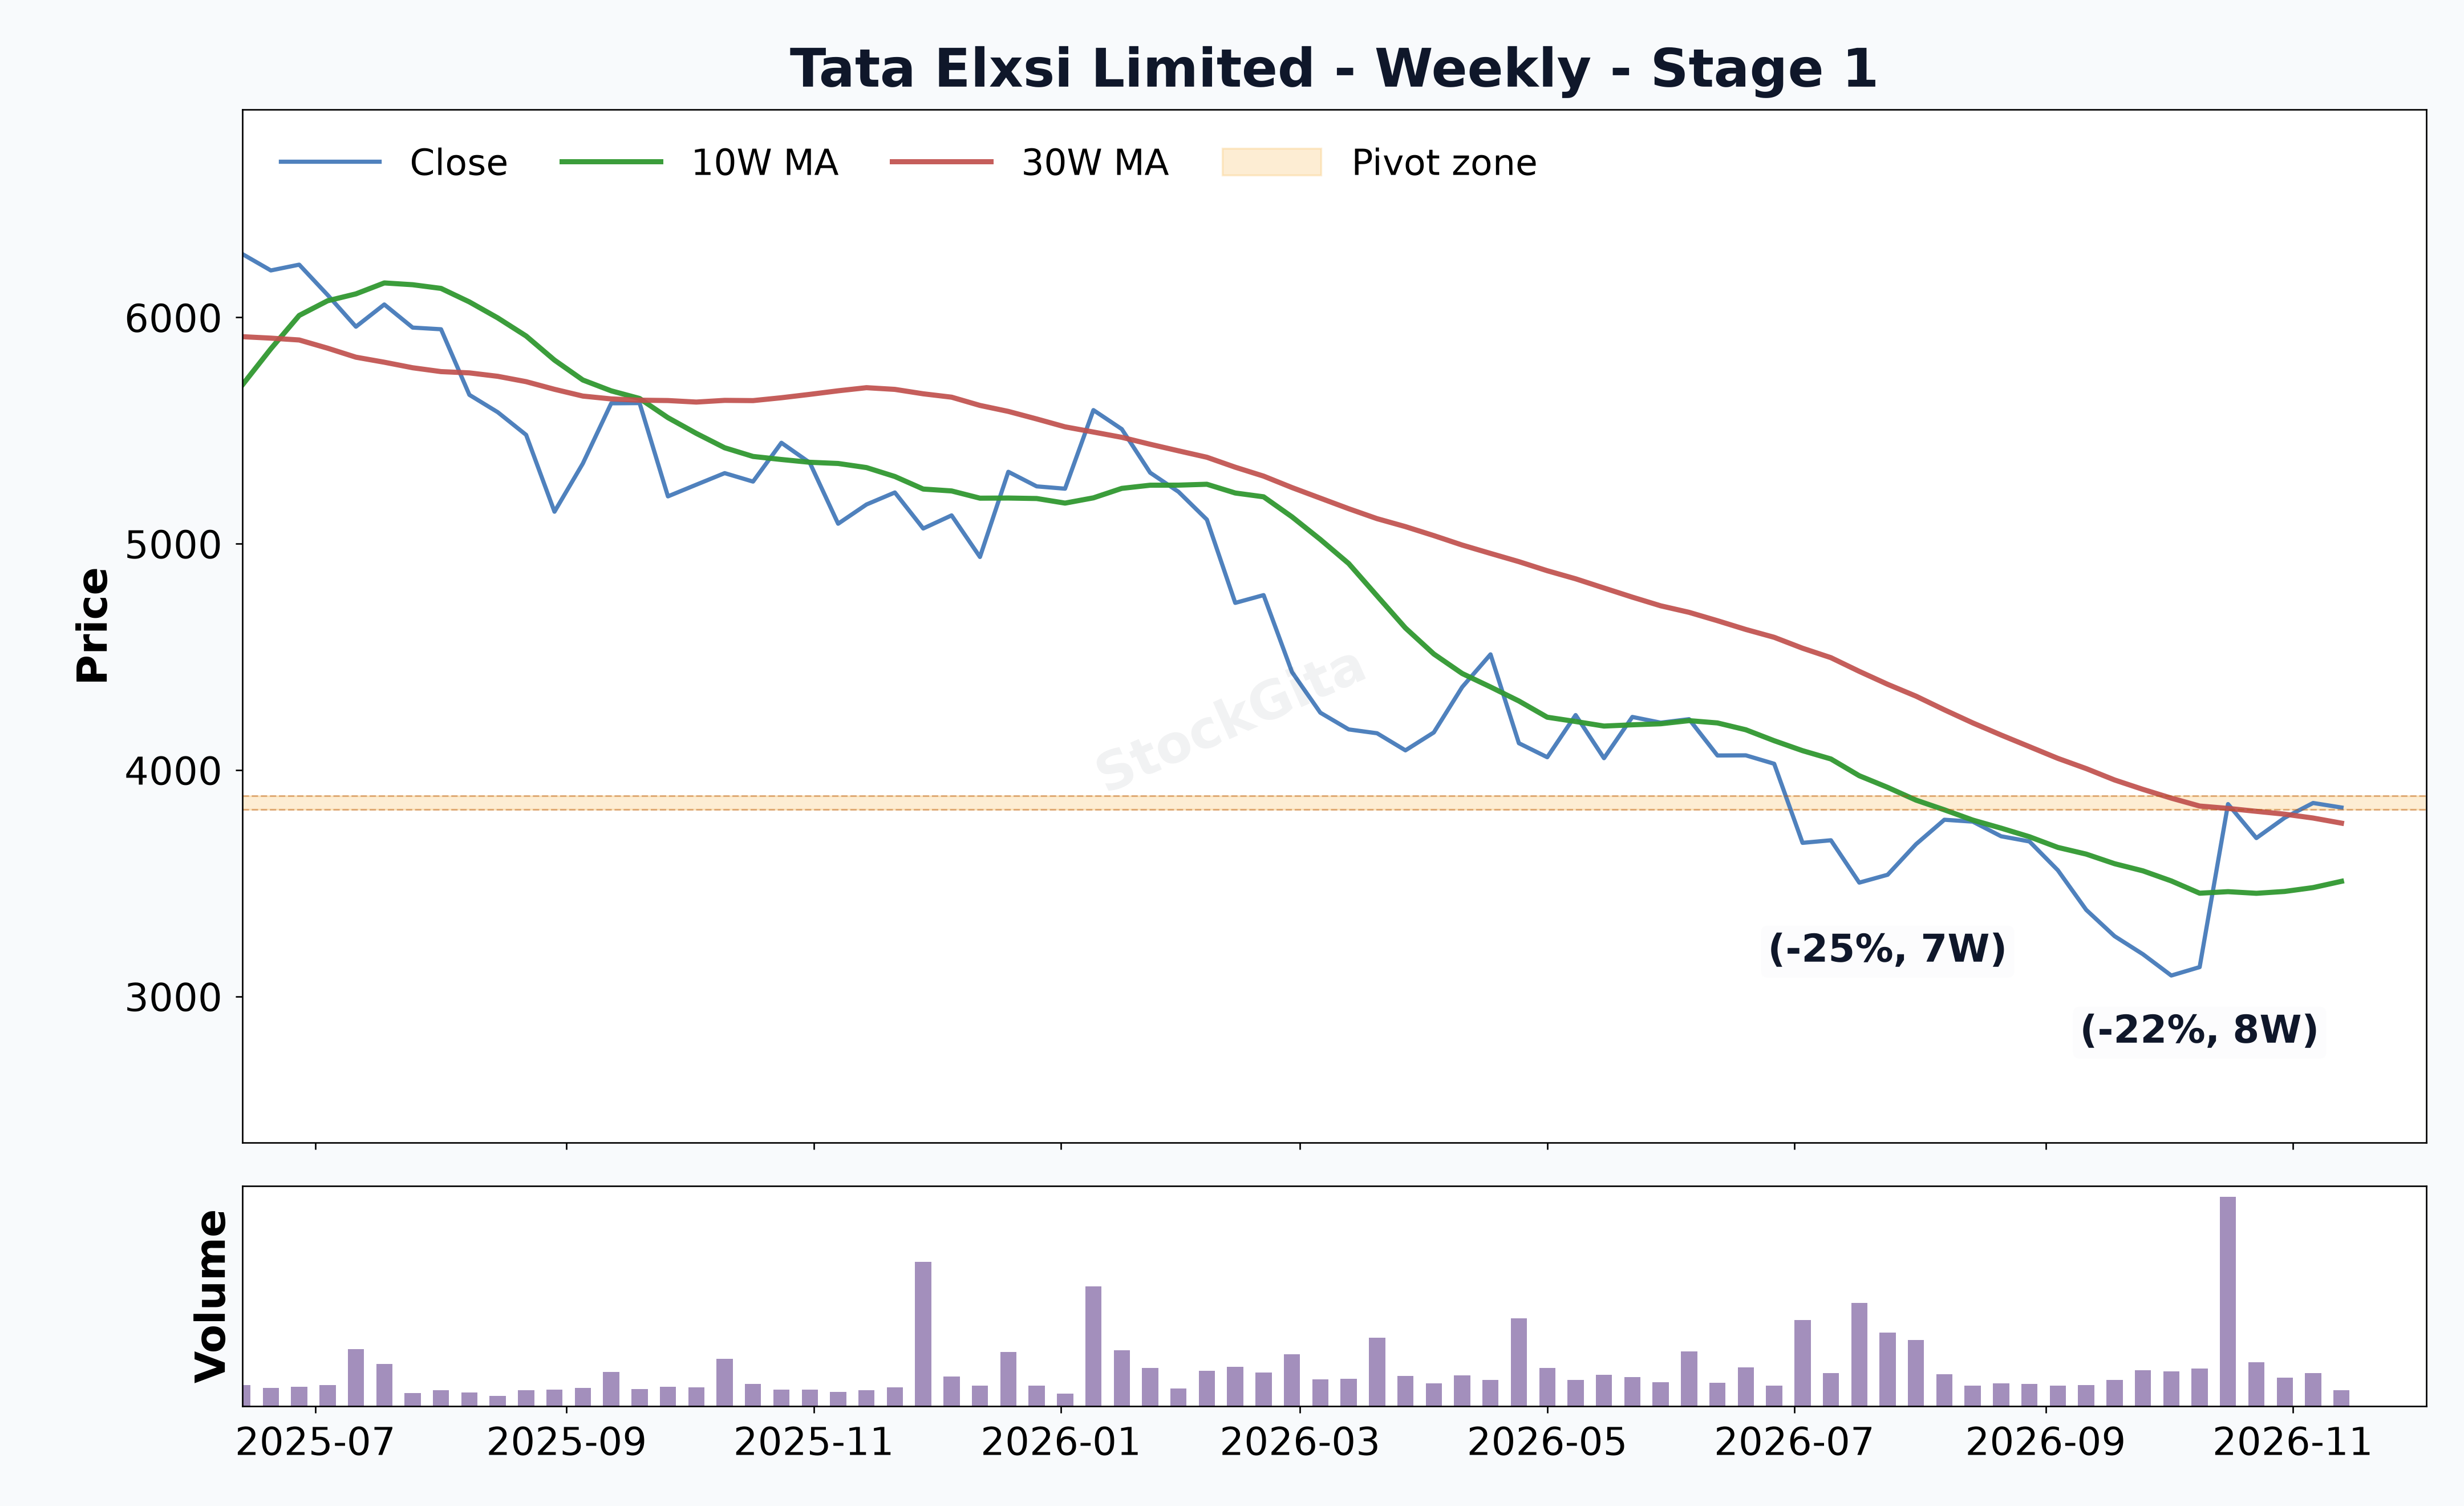 Tata Elxsi Limited - Weekly - Stage 1
Close 10W MA 30W MA Pivot zone
Price
6000
5000
4000
3000
StockGita
(-25%, 7W)
(-22%, 8W)
Volume
2025-07 2025-09 2025-11 2026-01 2026-03 2026-05 2026-07 2026-09 2026-11